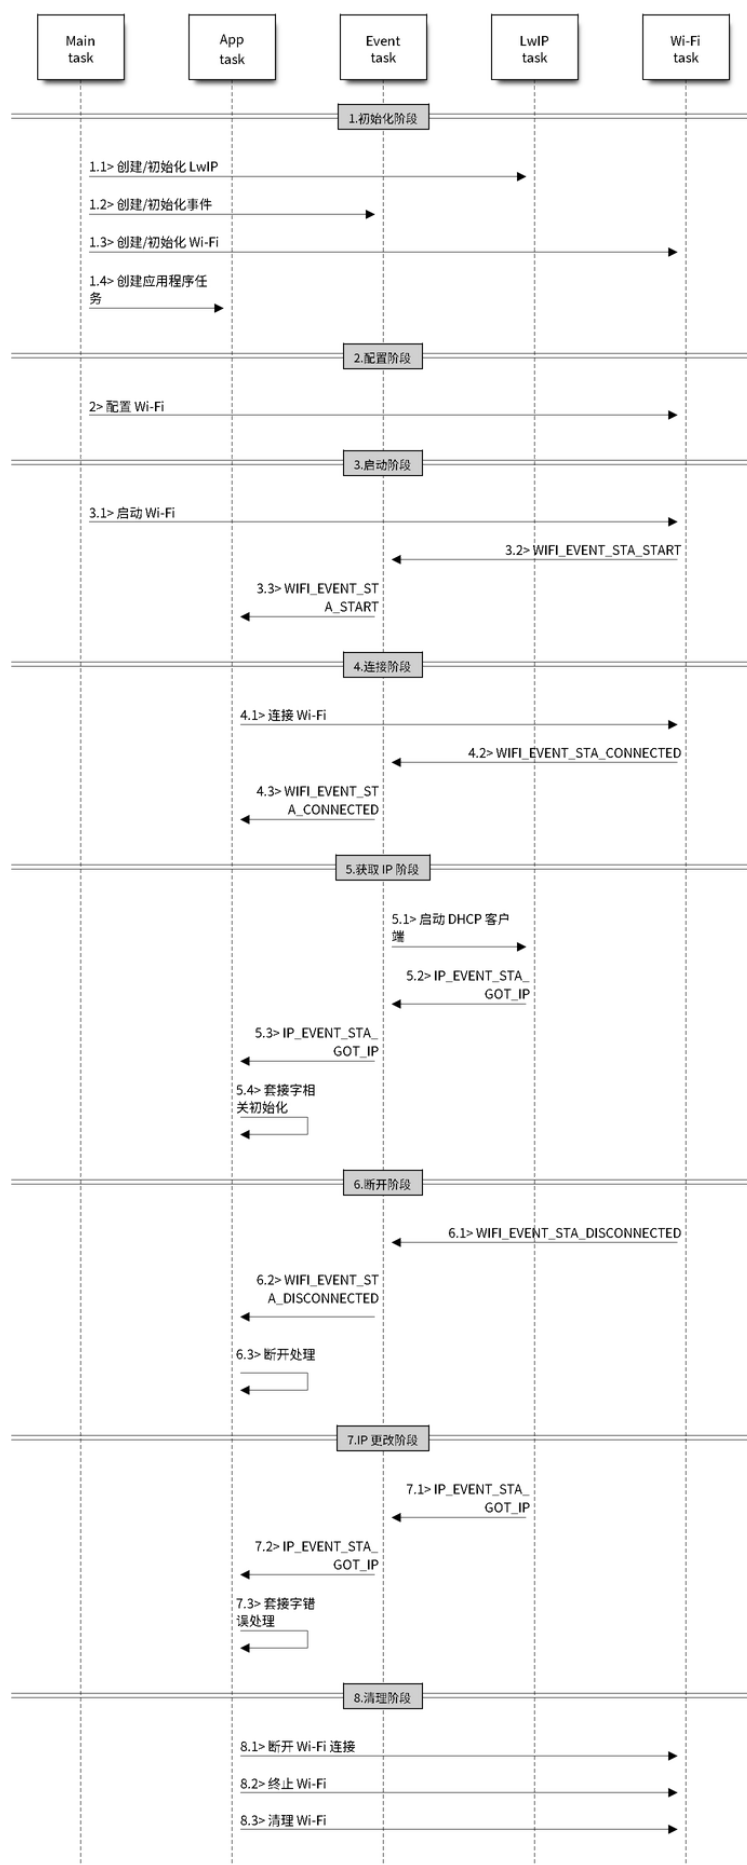 Main
task
App
task
Event
task
LwIP
task
Wi-Fi
task
1.初始化阶段
1.1> 创建/初始化 LwIP
1.2> 创建/初始化事件
1.3> 创建/初始化 Wi-Fi
1.4> 创建应用程序任
务
2.配置阶段
2> 配置 Wi-Fi
3.启动阶段
3.1> 启动 Wi-Fi
3.2> WIFI_EVENT_STA_START
3.3> WIFI_EVENT_ST
A_START
4.连接阶段
4.1> 连接 Wi-Fi
4.2> WIFI_EVENT_STA_CONNECTED
4.3> WIFI_EVENT_ST
A_CONNECTED
5.获取 IP 阶段
5.1> 启动 DHCP 客户
端
5.2> IP_EVENT_STA_
GOT_IP
5.3> IP_EVENT_STA_
GOT_IP
5.4> 套接字相
关初始化
6.断开阶段
6.1> WIFI_EVENT_STA_DISCONNECTED
6.2> WIFI_EVENT_ST
A_DISCONNECTED
6.3> 断开处理
7.IP 更改阶段
7.1> IP_EVENT_STA_
GOT_IP
7.2> IP_EVENT_STA_
GOT_IP
7.3> 套接字错
误处理
8.清理阶段
8.1> 断开 Wi-Fi 连接
8.2> 终止 Wi-Fi
8.3> 清理 Wi-Fi